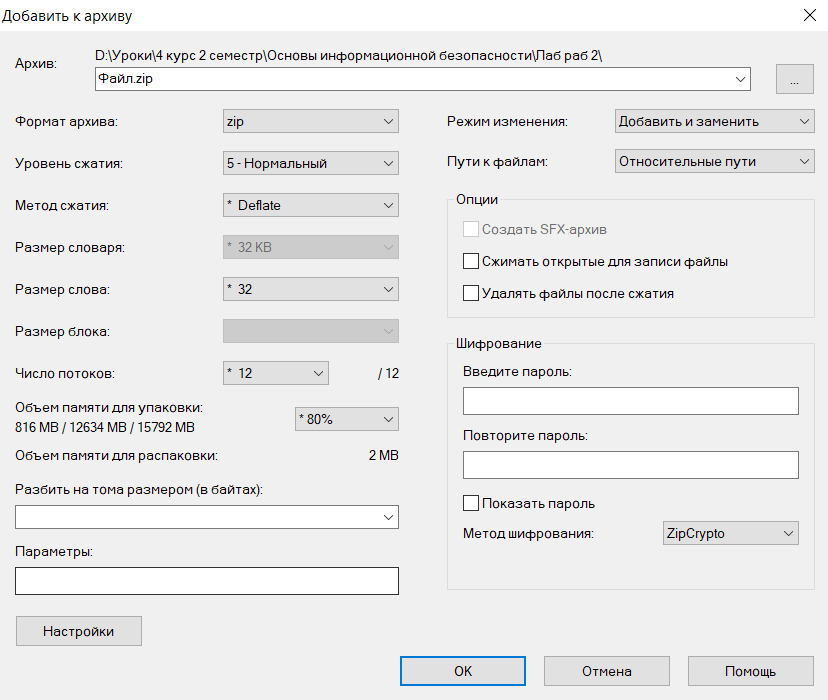 Добавить к архиву
Архив:
D:\Уроки\4 курс 2 семестр\Основы информационной безопасности\Лаб раб 2\
Файл.zip
...
Формат архива:
zip
Уровень сжатия:
5 - Нормальный
Метод сжатия:
* Deflate
Размер словаря:
* 32 KB
Размер слова:
* 32
Размер блока:
Число потоков:
* 12
/ 12
Объем памяти для упаковки:
816 MB / 12634 MB / 15792 MB
* 80%
Объем памяти для распаковки:
2 MB
Разбить на тома размером (в байтах):
Параметры:
Настройки
Режим изменения:
Добавить и заменить
Пути к файлам:
Относительные пути
Опции
Создать SFX-архив
Сжимать открытые для записи файлы
Удалять файлы после сжатия
Шифрование
Введите пароль:
Повторите пароль:
Показать пароль
Метод шифрования:
ZipCrypto
OK
Отмена
Помощь